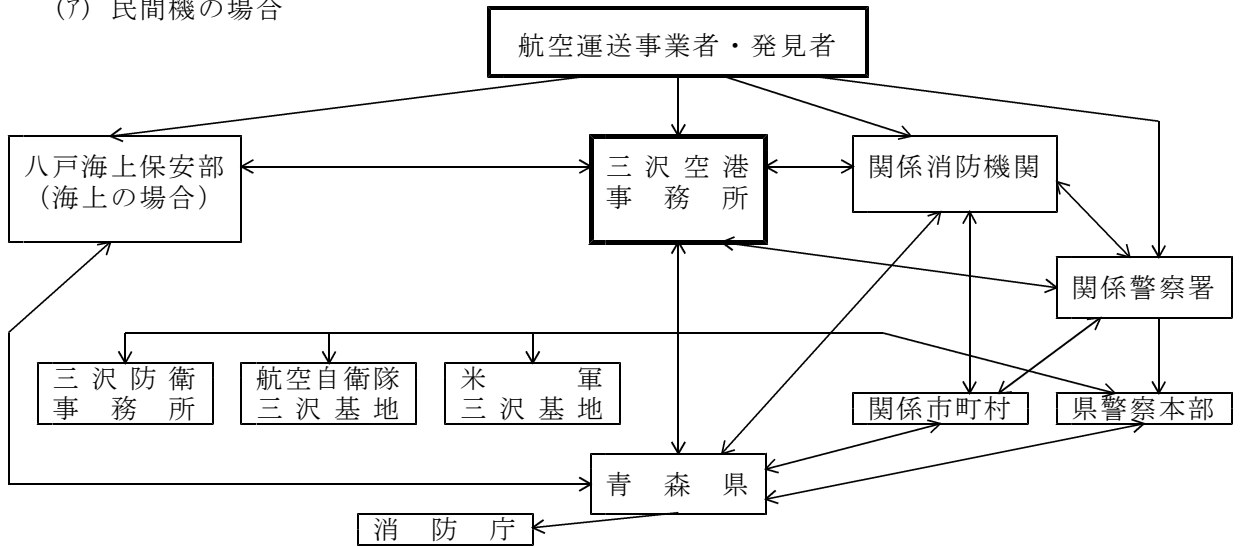 (ｱ) 民間機の場合
航空運送事業者・発見者
八戸海上保安部
（海上の場合）
三沢空港
事務所
関係消防機関
関係警察署
三沢防衛
事務所
航空自衛隊
三沢基地
米軍
三沢基地
関係市町村
県警察本部
青森県
消防庁